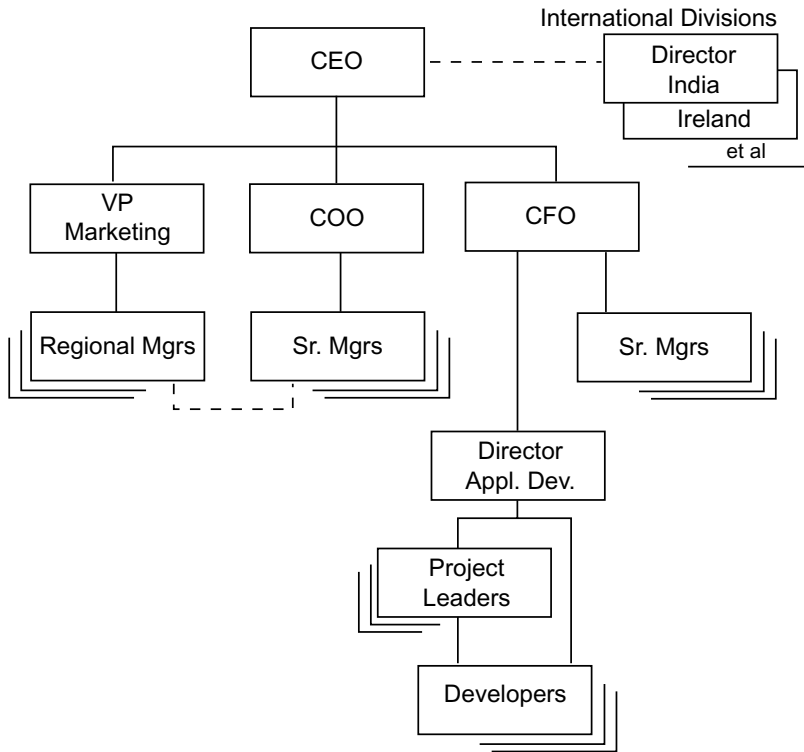 International Divisions
CEO
Director
India
Ireland
et al
VP
Marketing
COO
CFO
Regional Mgrs
Sr. Mgrs
Sr. Mgrs
Director
Appl. Dev.
Project
Leaders
Developers